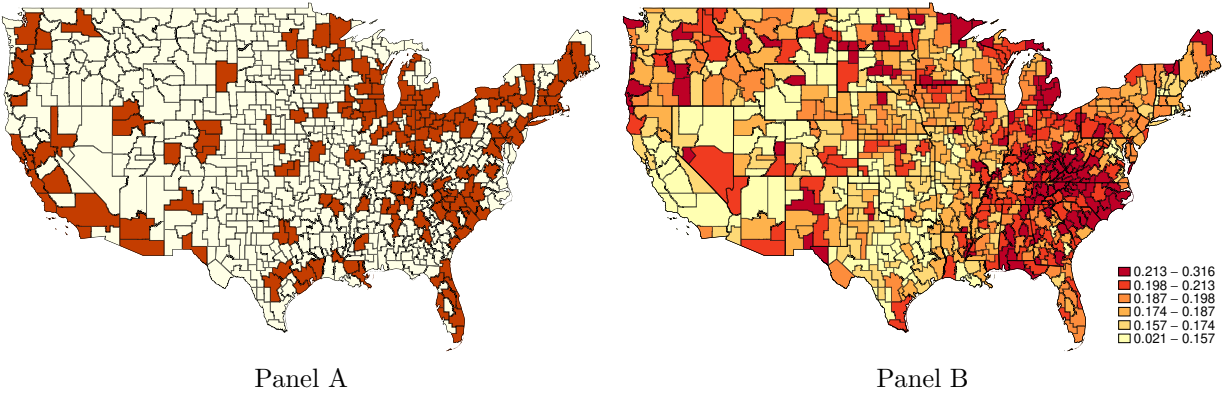 0.213 – 0.316
0.198 – 0.213
0.187 – 0.198
0.174 – 0.187
0.157 – 0.174
0.021 – 0.157
Panel A
Panel B